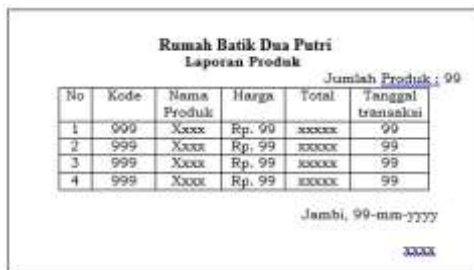 Rumah Batik Dua Putri
Laporan Produk
Jumlah Produk : 99
No Kode Nama Produk Harga Total Tanggal transaksi
1 999 Xxxx Rp. 99 xxxxx 99
2 999 Xxxx Rp. 99 xxxxx 99
3 999 Xxxx Rp. 99 xxxxx 99
4 999 Xxxx Rp. 99 xxxxx 99
Jambi, 99-mm-yyyy
xxxx